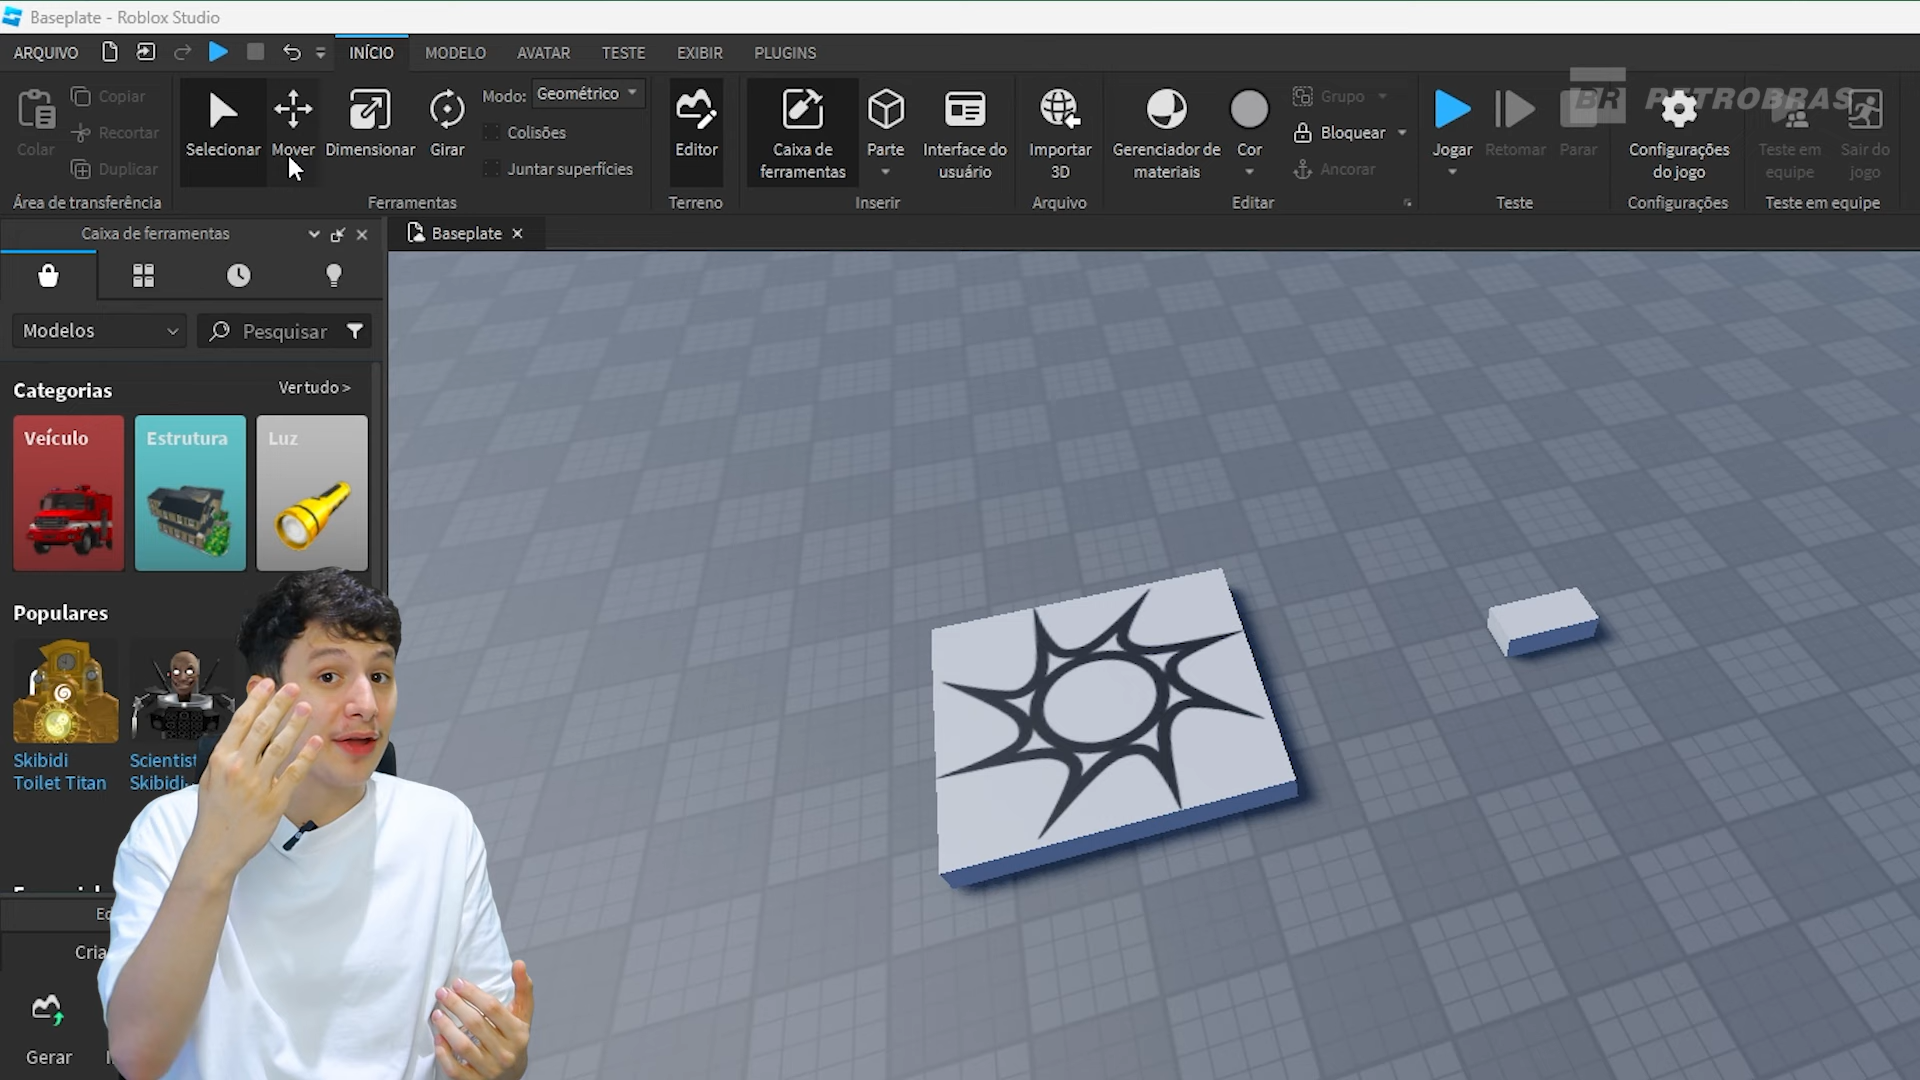 Baseplate - Roblox Studio
ARQUIVO INÍCIO MODELO AVATAR TESTE EXIBIR PLUGINS
Colar
Copiar
Recortar
Duplicar
Área de transferência
Selecionar Mover Dimensionar Girar
Modo: Geométrico
Colisões
Juntar superfícies
Ferramentas
Editor
Terreno
Caixa de
ferramentas
Parte
Interface do
usuário
Inserir
Importar
3D
Arquivo
Gerenciador de
materiais
Cor
Grupo
Bloquear
Ancorar
Editar
Jogar Retomar Parar
Teste
Configurações
do jogo
Configurações
Teste em
equipe
Sair do
jogo
Teste em equipe
BR PETROBRAS
Caixa de ferramentas
Baseplate
Modelos
Pesquisar
Categorias
Ver tudo >
Veículo
Estrutura
Luz
Populares
Skibidi
Toilet Titan
Scientist
Skibidi-
Ed
Cria
Gerar